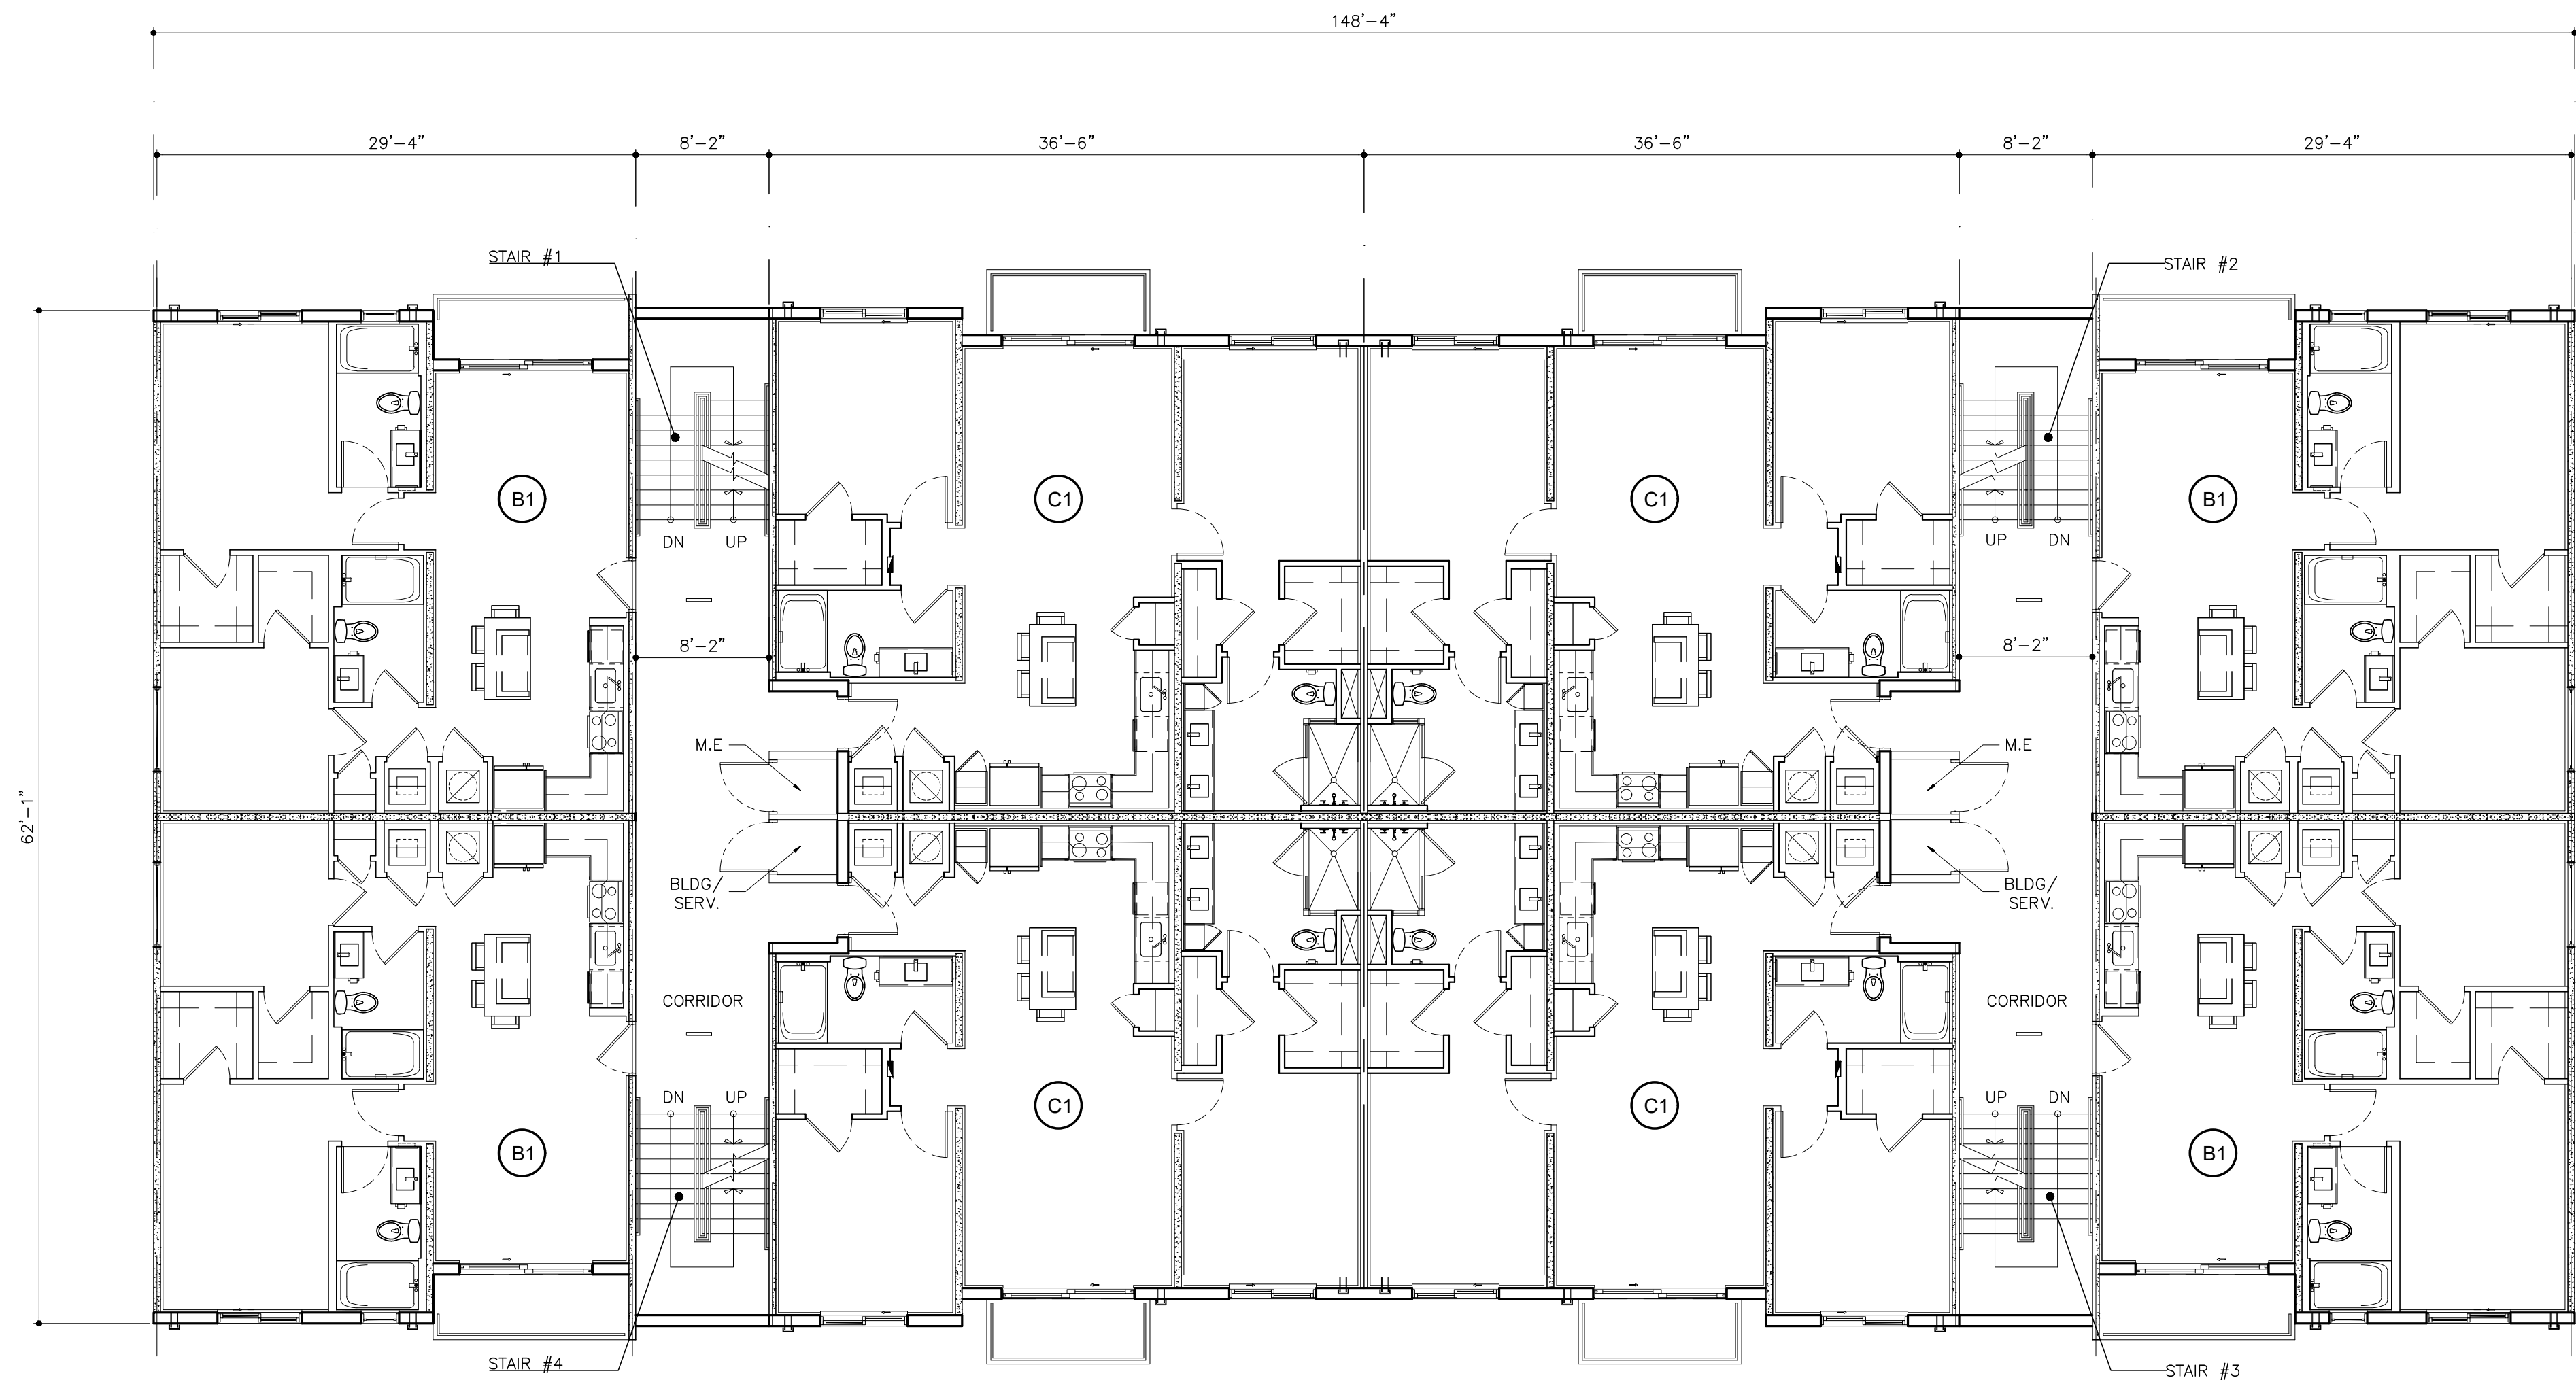 148'-4"
29'-4"
8'-2"
36'-6"
36'-6"
8'-2"
29'-4"
STAIR #1
STAIR #2
B1
C1
C1
B1
DN
UP
UP
DN
8'-2"
8'-2"
M.E
M.E
62'-1"
BLDG/
SERV.
BLDG/
SERV.
CORRIDOR
CORRIDOR
DN
UP
UP
DN
C1
C1
B1
B1
STAIR #4
STAIR #3